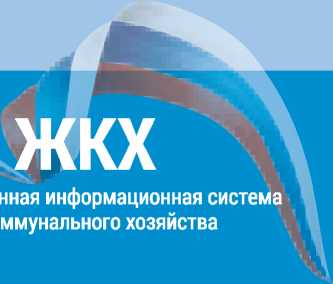 ЖКХ
нная информационная система
ммунального хозяйства